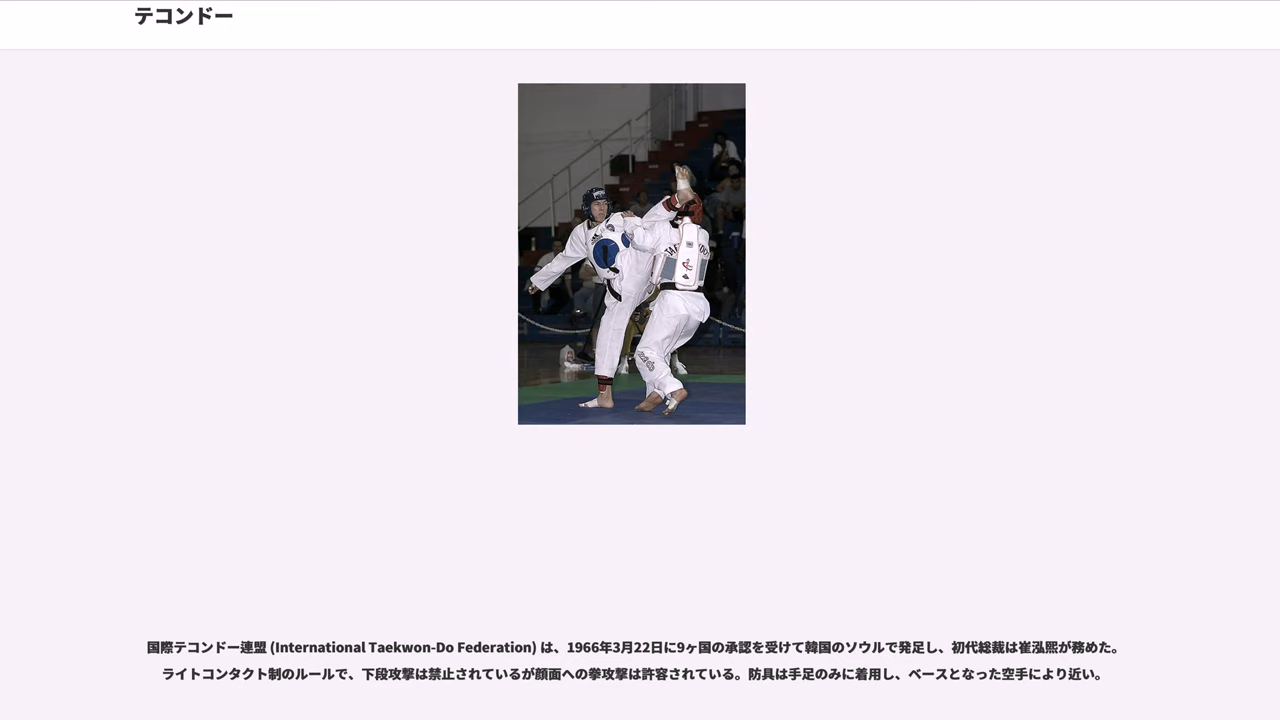 テコンドー
国際テコンドー連盟 (International Taekwon-Do Federation) は、1966年3月22日に9ヶ国の承認を受けて韓国のソウルで発足し、初代総裁は崔泓熙が務めた。
ライトコンタクト制のルールで、下段攻撃は禁止されているが顔面への拳攻撃は許容されている。防具は手足のみに着用し、ベースとなった空手により近い。